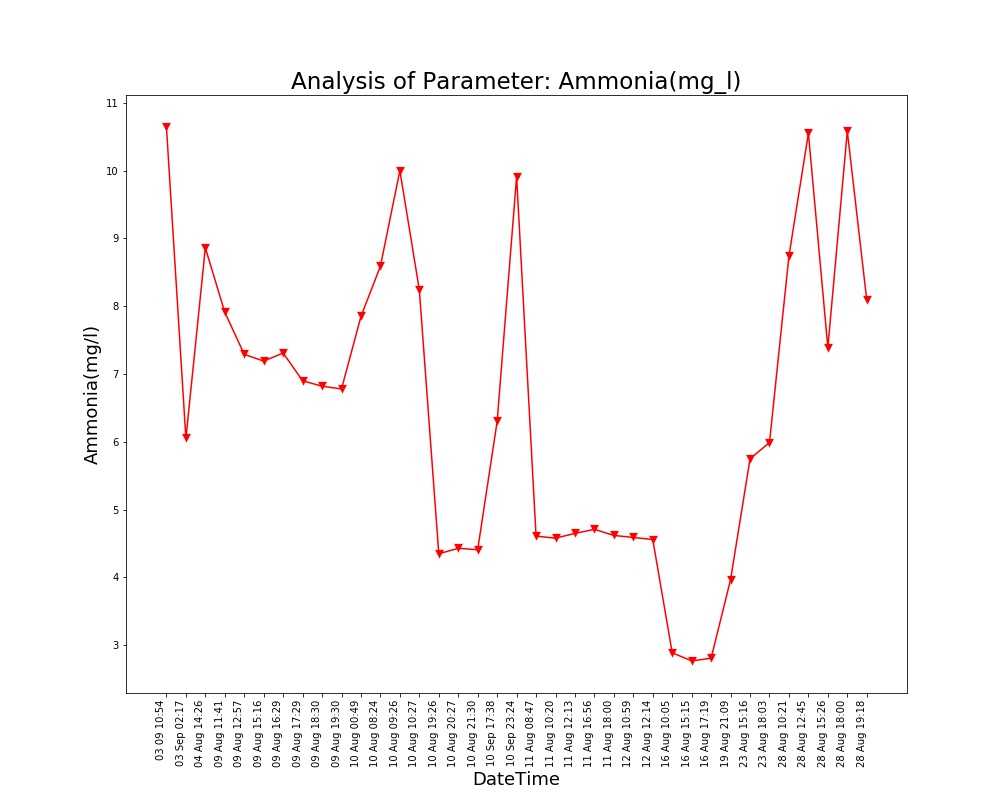 Analysis of Parameter: Ammonia(mg_l)
Ammonia(mg/l)
11
10
9
8
7
6
5
4
3
03 09 10:54
03 Sep 02:17
04 Aug 14:26
09 Aug 11:41
09 Aug 12:57
09 Aug 15:16
09 Aug 16:29
09 Aug 17:29
09 Aug 18:30
09 Aug 19:30
10 Aug 00:49
10 Aug 08:24
10 Aug 09:26
10 Aug 10:27
10 Aug 19:26
10 Aug 20:27
10 Aug 21:30
10 Sep 17:38
10 Sep 23:24
11 Aug 08:47
11 Aug 10:20
11 Aug 12:13
11 Aug 16:56
11 Aug 18:00
12 Aug 10:59
12 Aug 12:14
16 Aug 10:05
16 Aug 15:15
16 Aug 17:19
19 Aug 21:09
23 Aug 15:16
23 Aug 18:03
28 Aug 10:21
28 Aug 12:45
28 Aug 15:26
28 Aug 18:00
28 Aug 19:18
DateTime